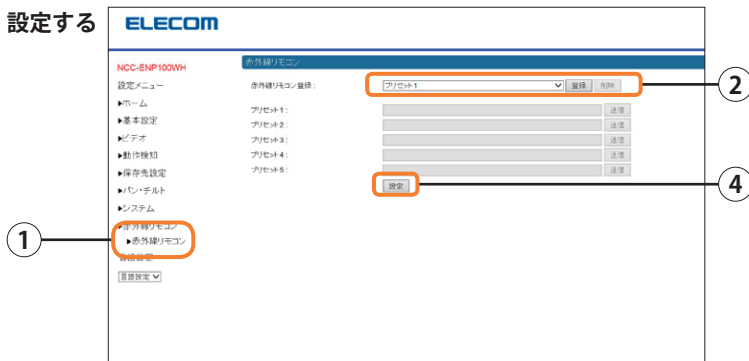 設定する
ELECOM
NCC-ENP100WH
設定メニュー
▶ホーム
▶基本設定
▶ビデオ
▶動作検知
▶保存先設定
▶パン・チルト
▶システム
▶赤外線リモコン
▶赤外線リモコン
言語設定
言語設定
赤外線リモコン
赤外線リモコン登録 : プリセット1 登録 削除
プリセット1 : 送信
プリセット2 : 送信
プリセット3 : 送信
プリセット4 : 送信
プリセット5 : 送信
設定
①
②
④